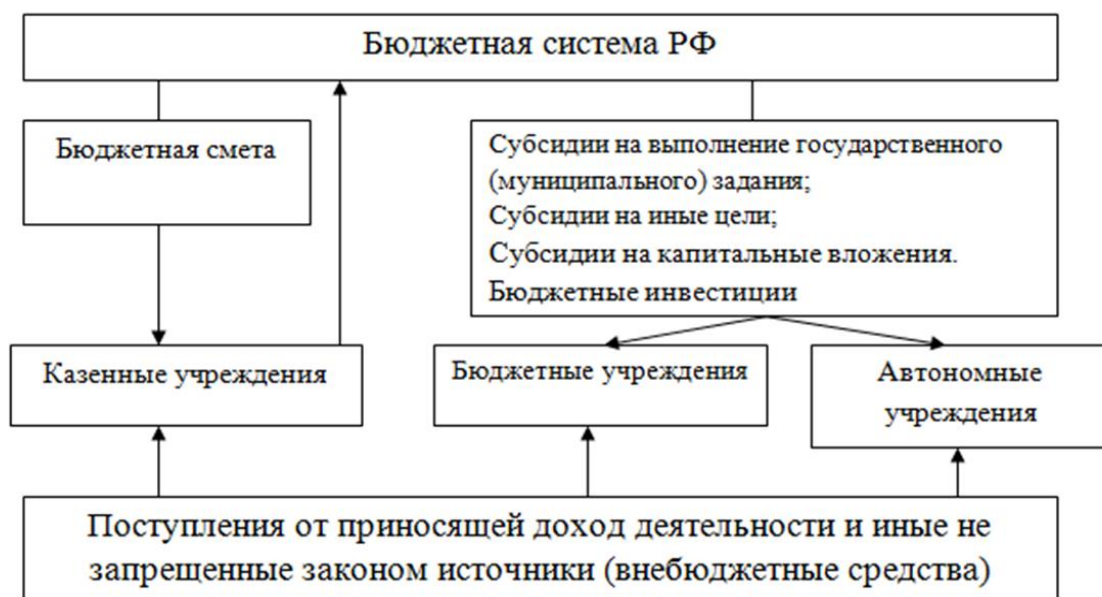 Бюджетная система РФ
Бюджетная смета
Субсидии на выполнение государственного
(муниципального) задания;
Субсидии на иные цели;
Субсидии на капитальные вложения.
Бюджетные инвестиции
Казенные учреждения
Бюджетные учреждения
Автономные
учреждения
Поступления от приносящей доход деятельности и иные не
запрещенные законом источники (внебюджетные средства)